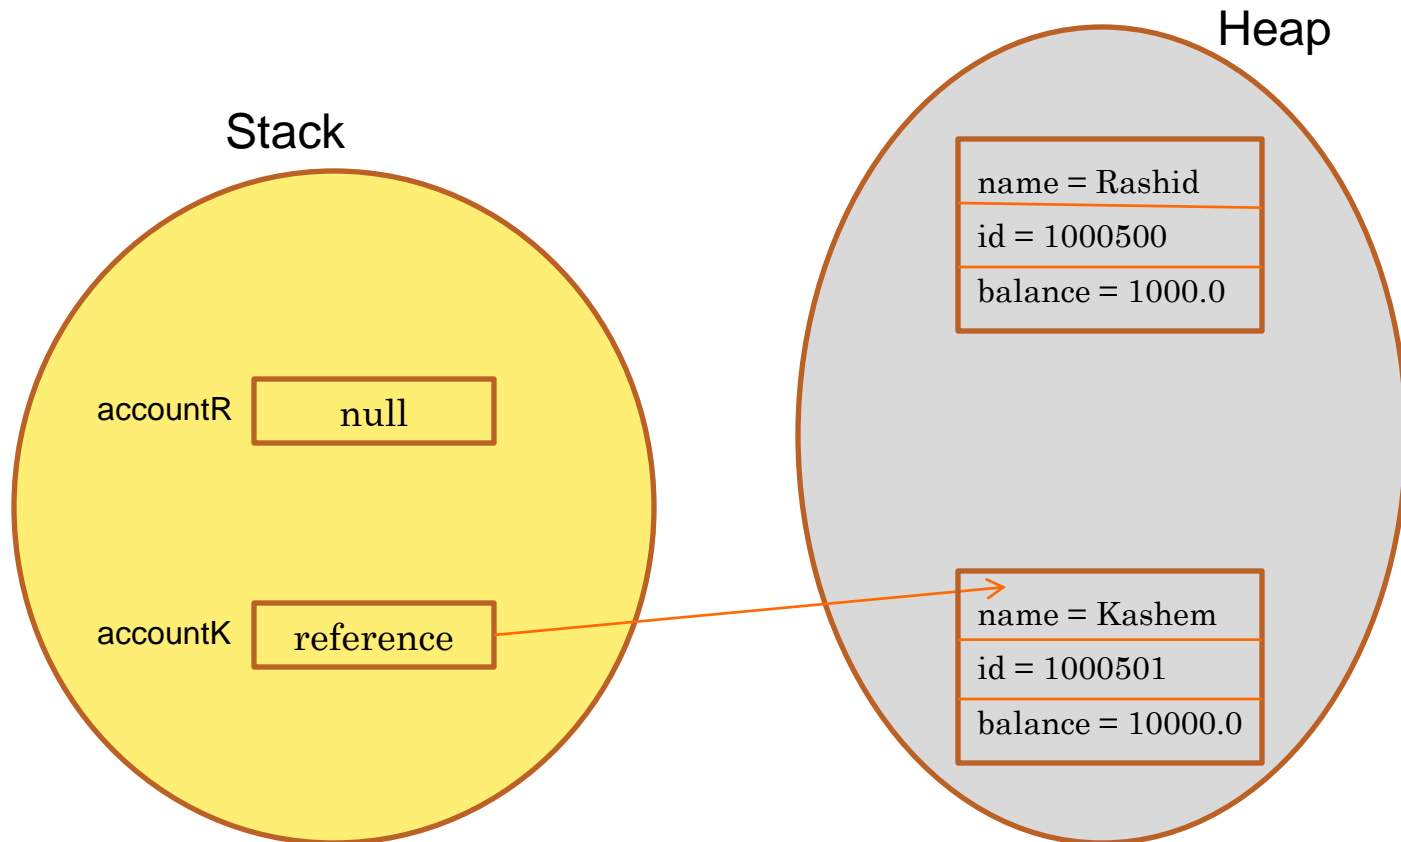 Heap
Stack
name = Rashid
id = 1000500
balance = 1000.0
accountR
null
accountK
reference
name = Kashem
id = 1000501
balance = 10000.0